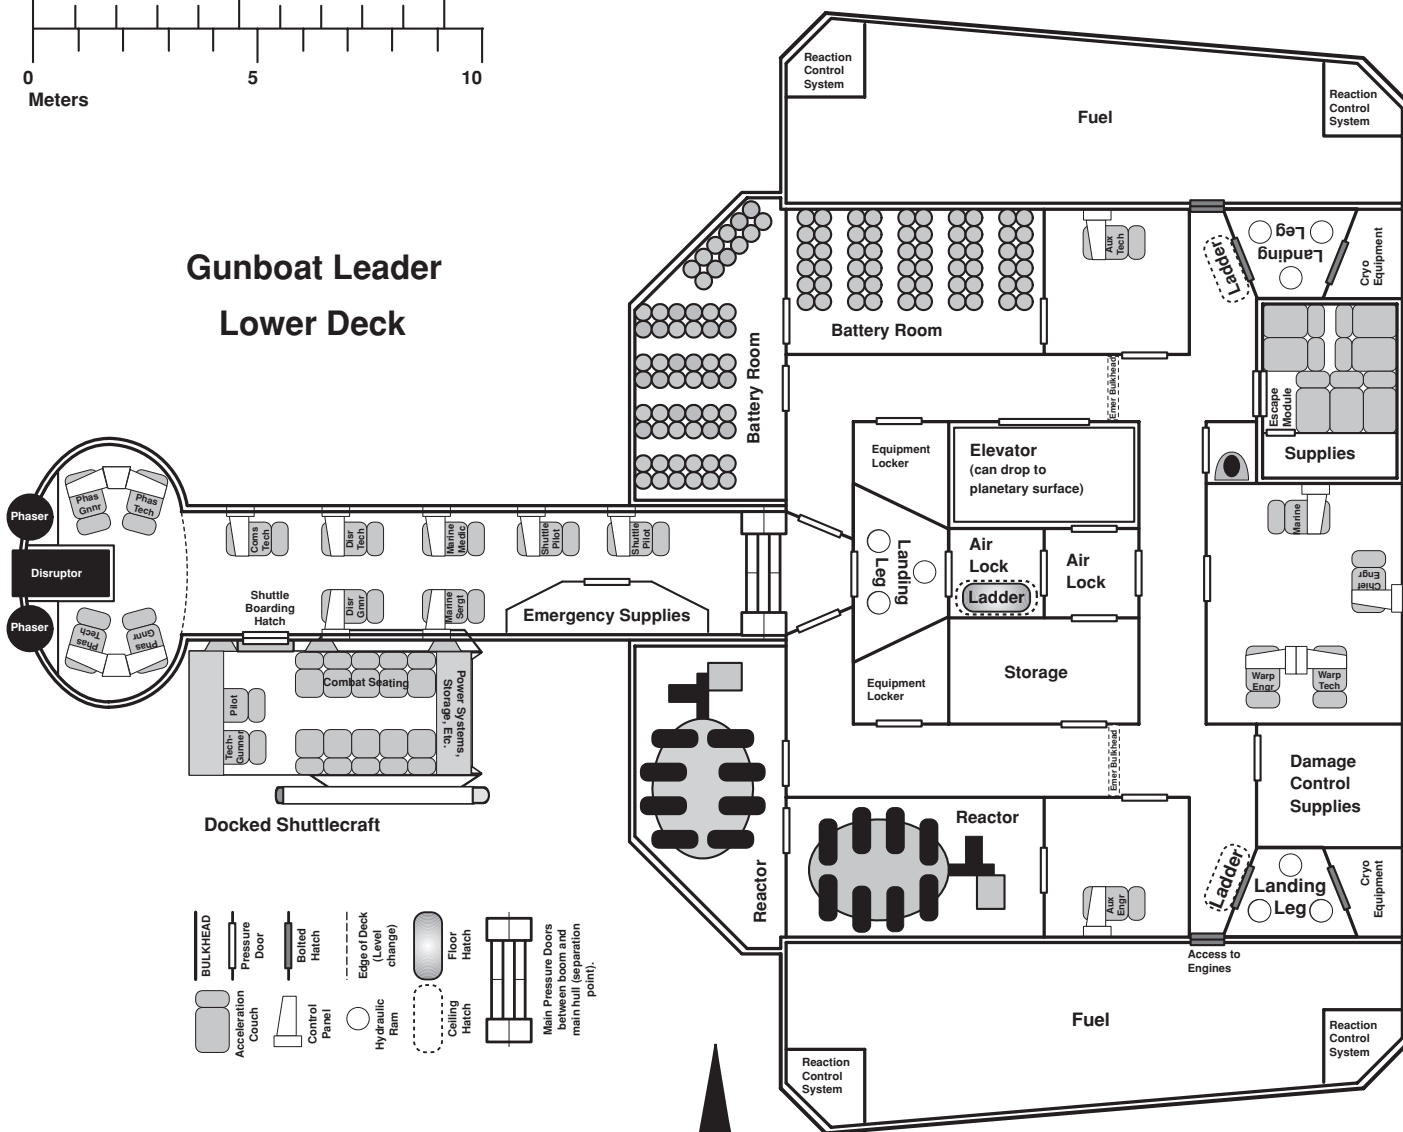 0
5
10
Meters
Gunboat Leader
Lower Deck
Reaction
Control
System
Fuel
Reaction
Control
System
Battery Room
Battery Room
Aux
Tech
Ladder
Landing
Leg
Cryo
Equipment
Emer Bulkhead
Escape
Module
Supplies
Equipment
Locker
Elevator
(can drop to
planetary surface)
Landing
Leg
Air
Lock
Ladder
Air
Lock
Storage
Equipment
Locker
Phaser
Disruptor
Phaser
Phas
Gnnr
Phas
Tech
Phas
Tech
Phas
Gnnr
Coms
Tech
Disr
Tech
Marine
Medic
Shuttle
Pilot
Shuttle
Pilot
Shuttle
Boarding
Hatch
Disr
Gnnr
Marine
Sergt
Emergency Supplies
Marine
Chief
Engr
Warp
Engr
Warp
Tech
Pilot
Tech-
Gunner
Combat Seating
Power Systems,
Storage, Etc.
Docked Shuttlecraft
Reactor
Reactor
Emer Bulkhead
Aux
Engr
Damage
Control
Supplies
Ladder
Landing
Leg
Cryo
Equipment
Access to
Engines
Fuel
Reaction
Control
System
Reaction
Control
System
BULKHEAD
Pressure
Door
Bolted
Hatch
Edge of Deck
(Level
change)
Floor
Hatch
Main Pressure Doors
between boom and
main hull (separation
point).
Acceleration
Couch
Control
Panel
Hydraulic
Ram
Ceiling
Hatch